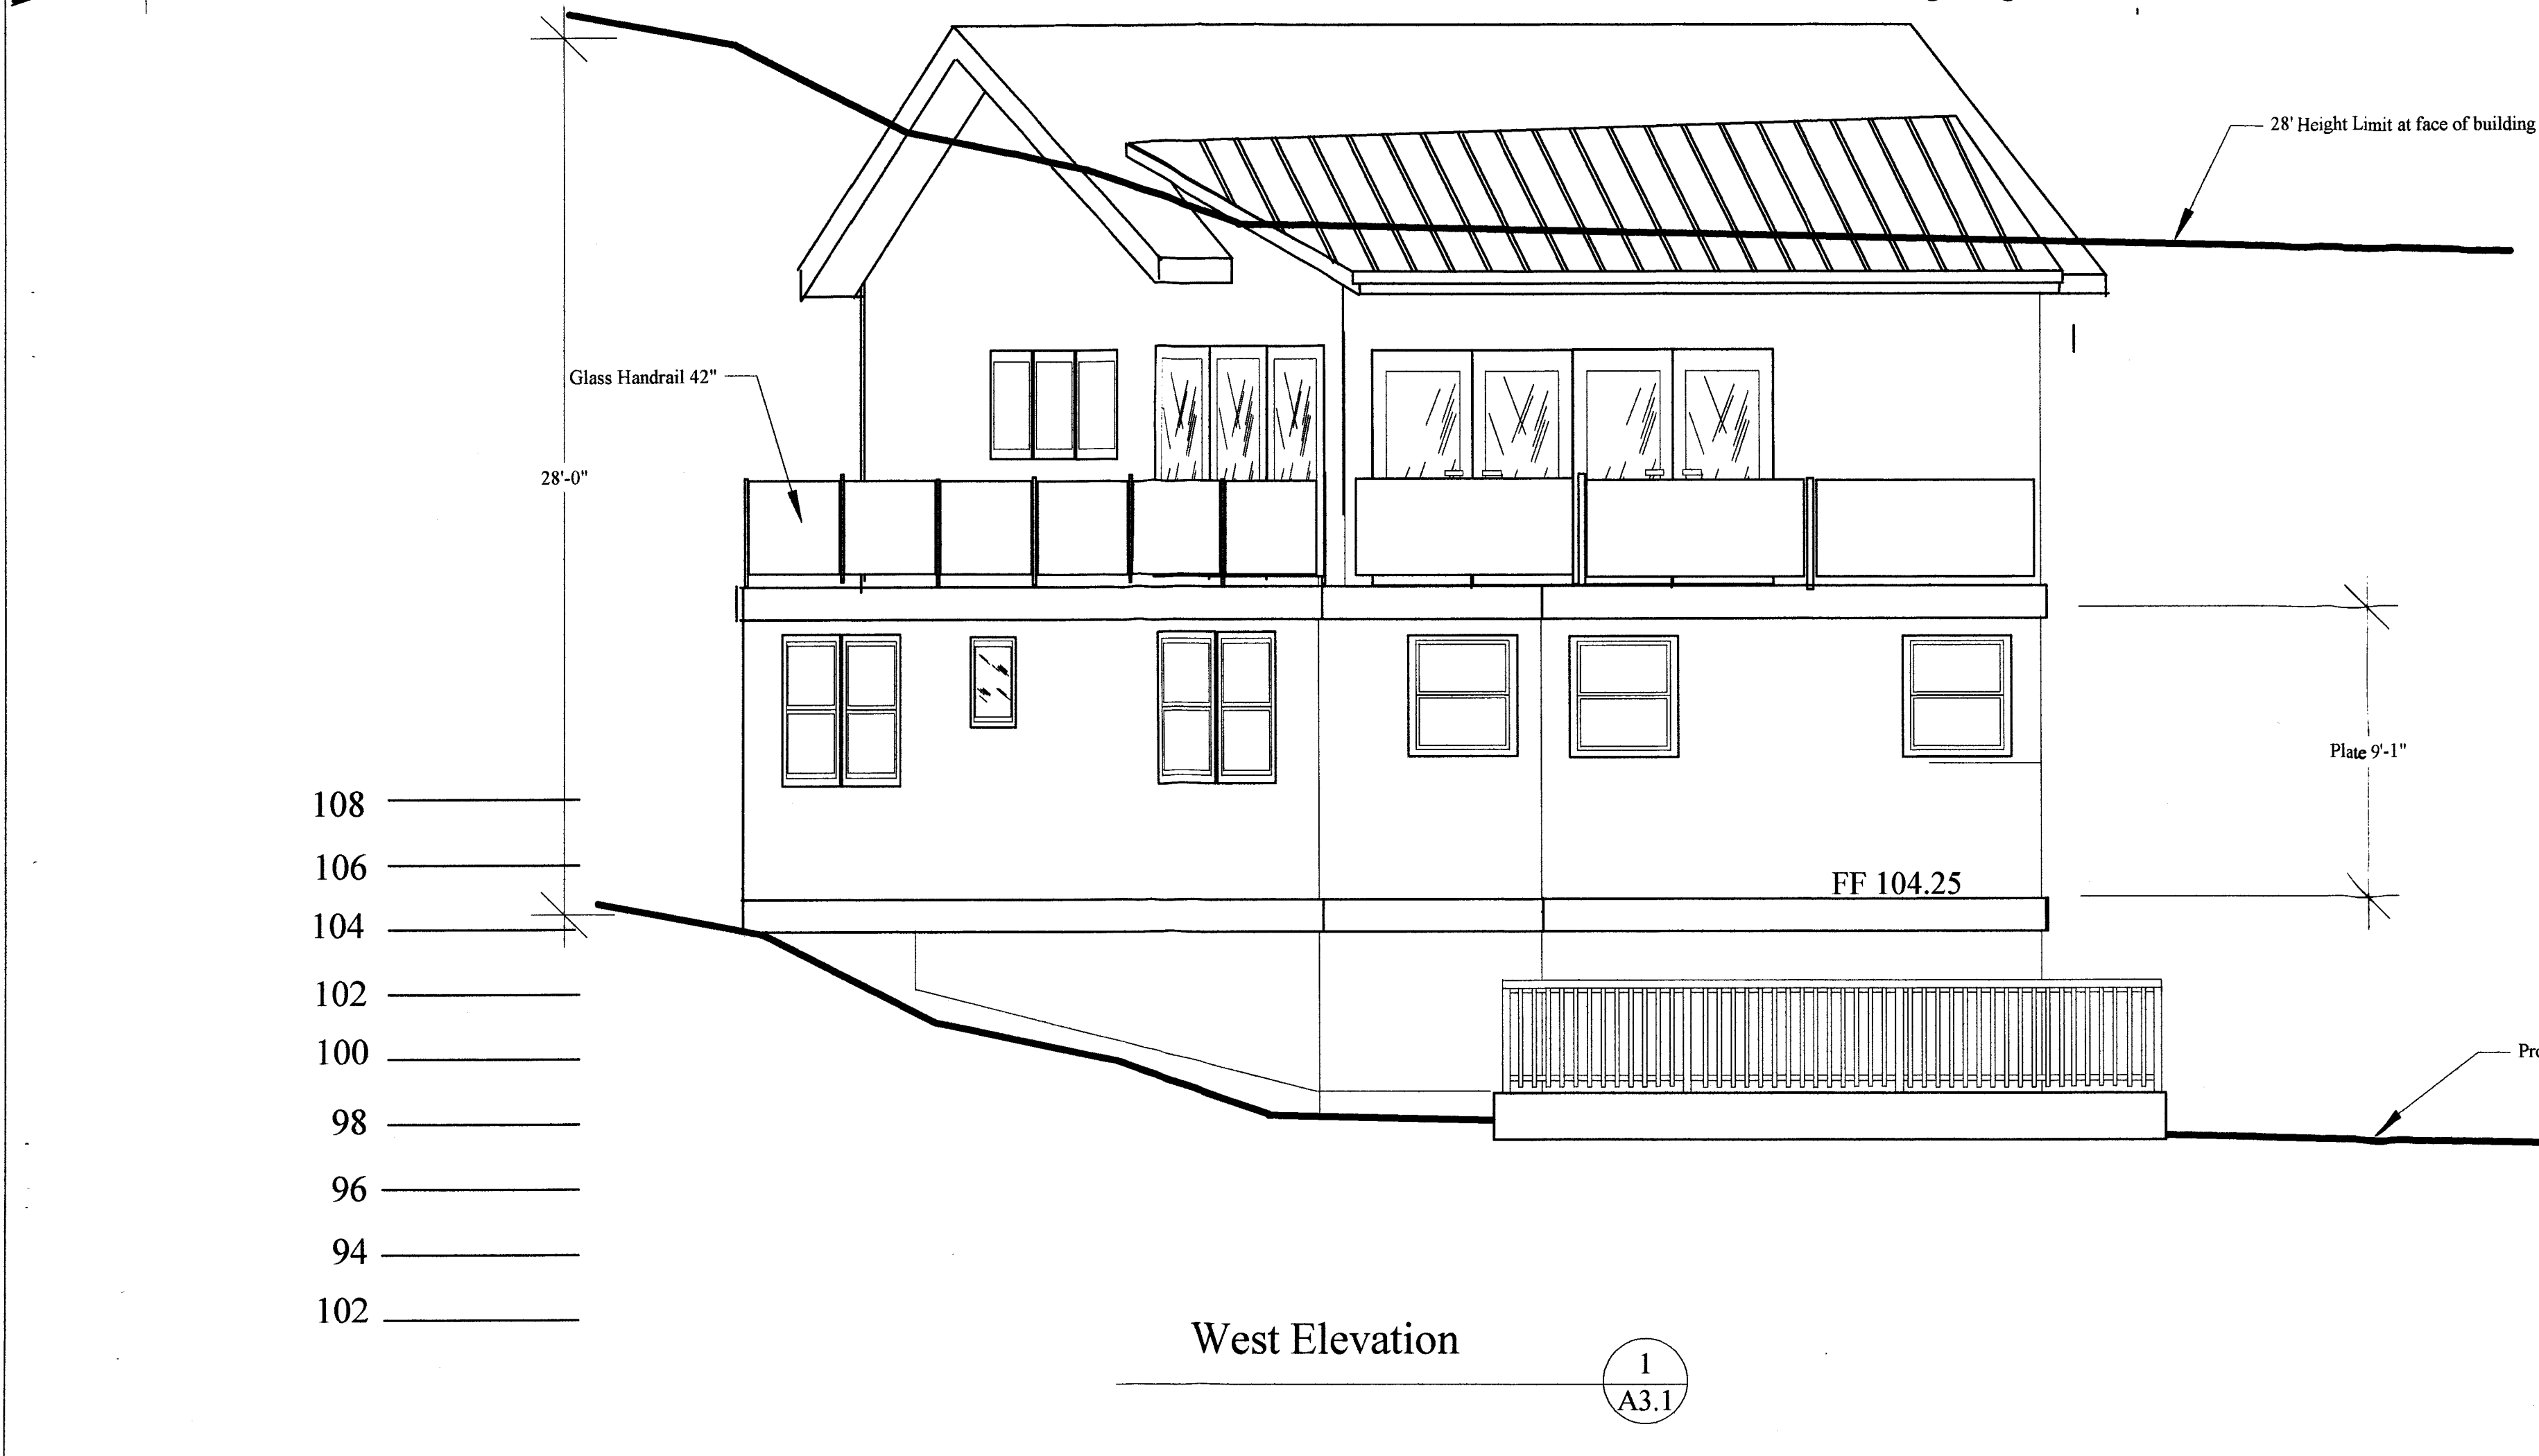 28' Height Limit at face of building
Glass Handrail 42"
28'-0"
Plate 9'-1"
108
106
FF 104.25
104
102
100
98
96
94
102
West Elevation
1
A3.1